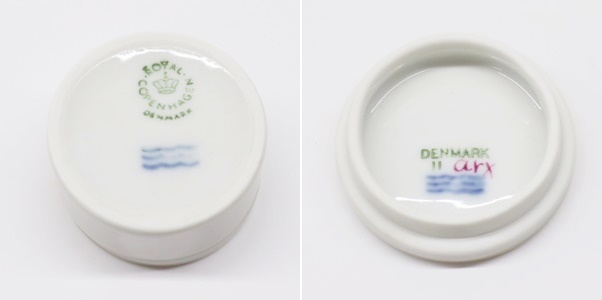 ROYAL
COPENHAGEN
DENMARK
DENMARK
11 arx